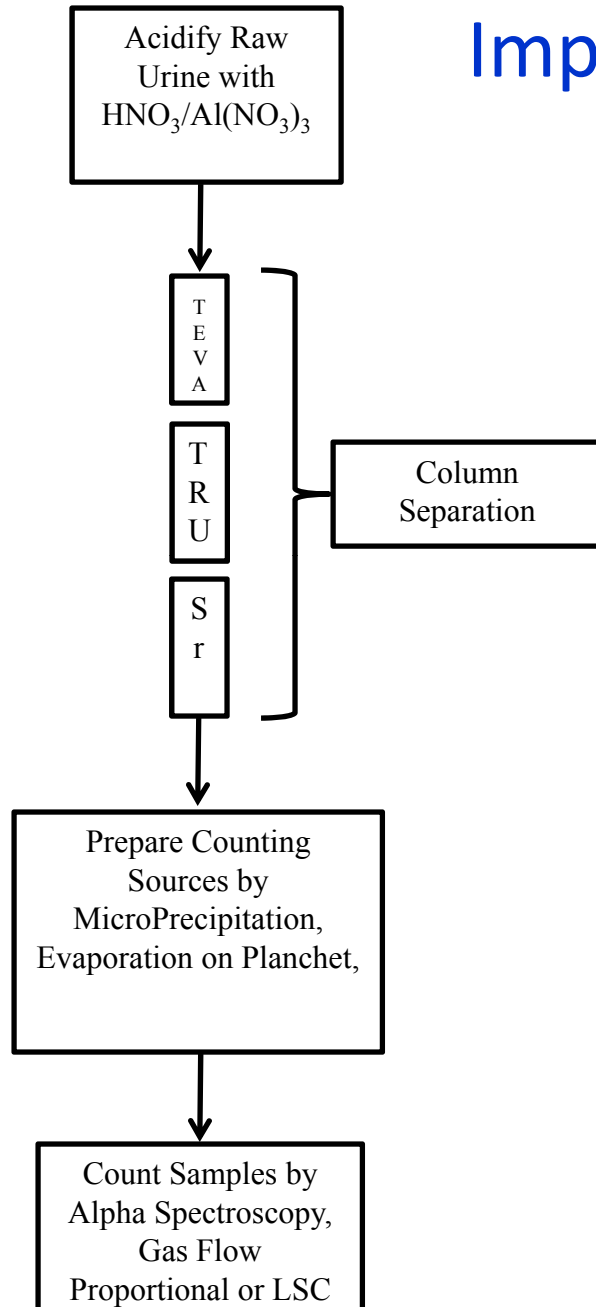 Imp
Acidify Raw
Urine with
HNO₃/Al(NO₃)₃
T
E
V
A
T
R
U
S
r
Column
Separation
Prepare Counting
Sources by
MicroPrecipitation,
Evaporation on Planchet,
Count Samples by
Alpha Spectroscopy,
Gas Flow
Proportional or LSC